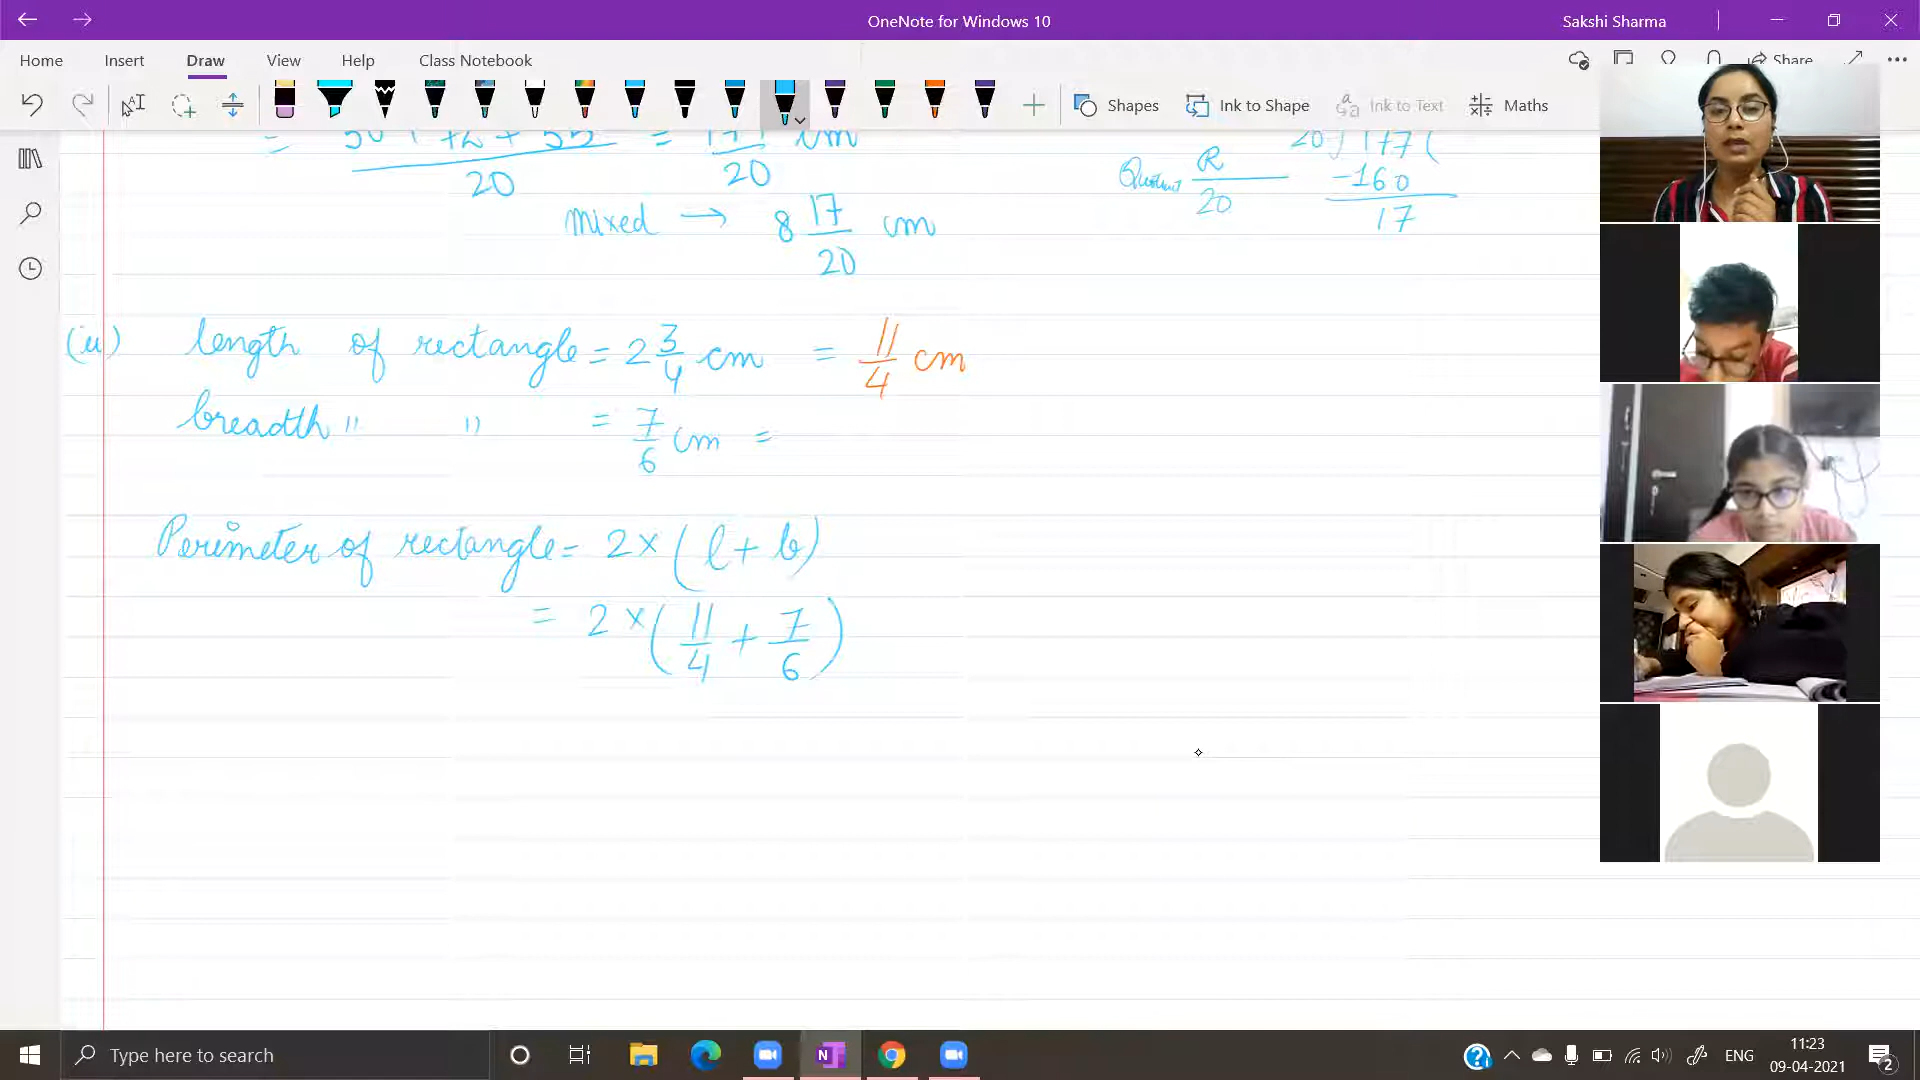 OneNote for Windows 10
Sakshi Sharma
Home Insert Draw View Help Class Notebook
Share
Shapes Ink to Shape Ink to Text Maths
20 20
mixed → 8 17/20 cm
R/20
20)177(
-160
17
(ii) length of rectangle = 2 3/4 cm = 11/4 cm
breadth " " = 7/6 cm =
Perimeter of rectangle = 2 × (l + b)
= 2 × (11/4 + 7/6)
Type here to search
ENG
11:23
09-04-2021
2